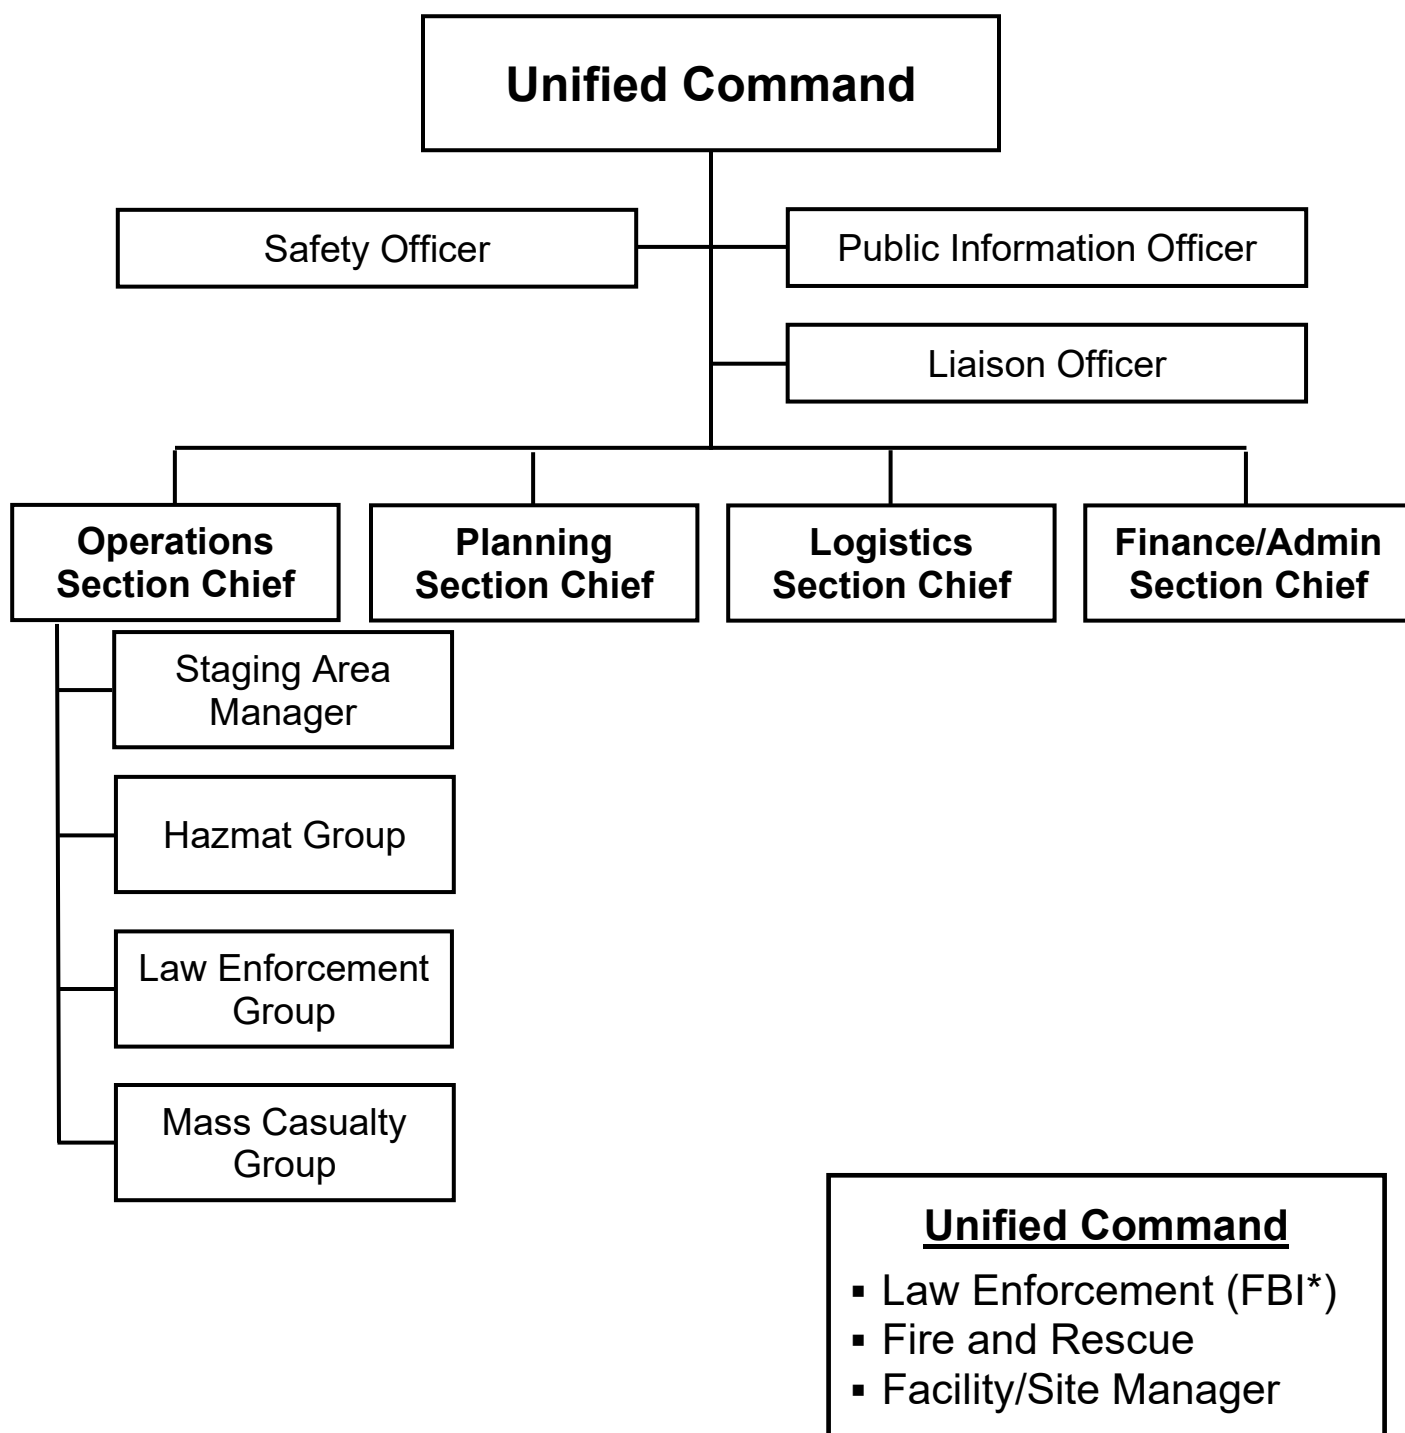 Unified Command
Safety Officer
Public Information Officer
Liaison Officer
Operations
Section Chief
Planning
Section Chief
Logistics
Section Chief
Finance/Admin
Section Chief
Staging Area
Manager
Hazmat Group
Law Enforcement
Group
Mass Casualty
Group
Unified Command
▪ Law Enforcement (FBI*)
▪ Fire and Rescue
▪ Facility/Site Manager